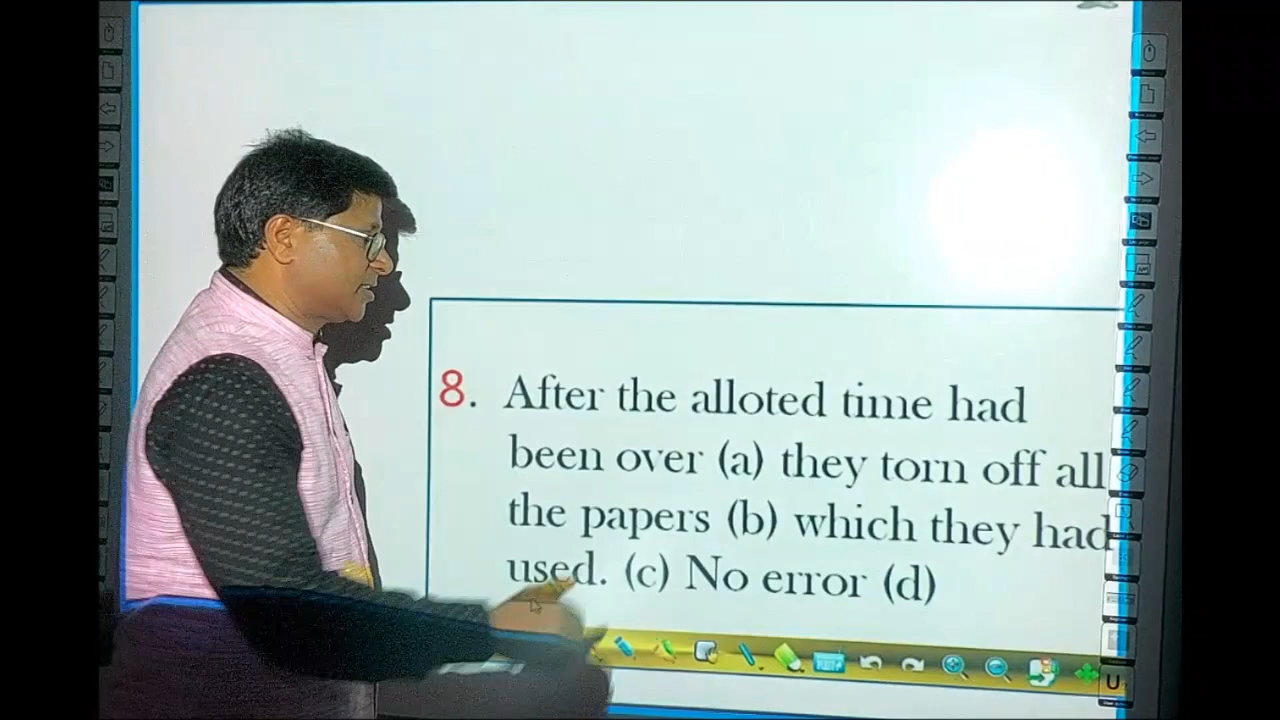 8. After the alloted time had
been over (a) they torn off all
the papers (b) which they had
used. (c) No error (d)
U